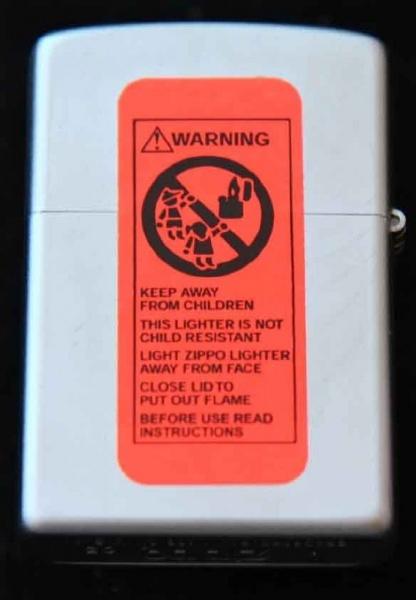 WARNING
KEEP AWAY
FROM CHILDREN
THIS LIGHTER IS NOT
CHILD RESISTANT
LIGHT ZIPPO LIGHTER
AWAY FROM FACE
CLOSE LID TO
PUT OUT FLAME
BEFORE USE READ
INSTRUCTIONS